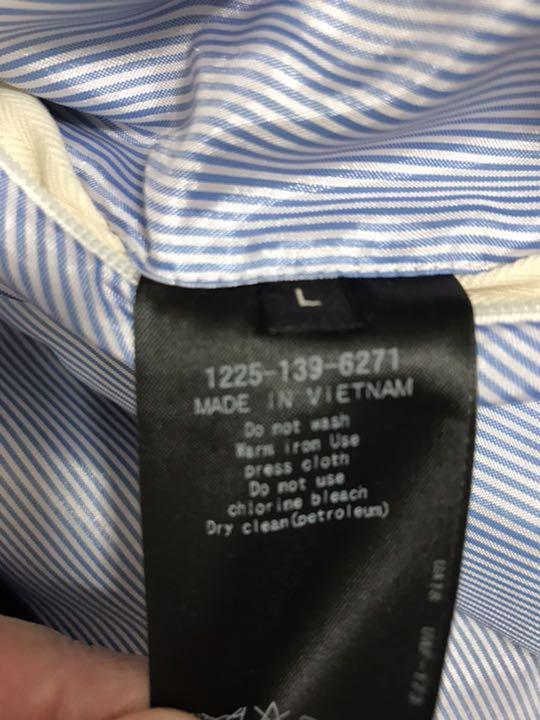 L
1225-139-6271
MADE IN VIETNAM
Do not wash
Warm iron Use
press cloth
Do not use
chlorine bleach
Dry clean(petroleum)